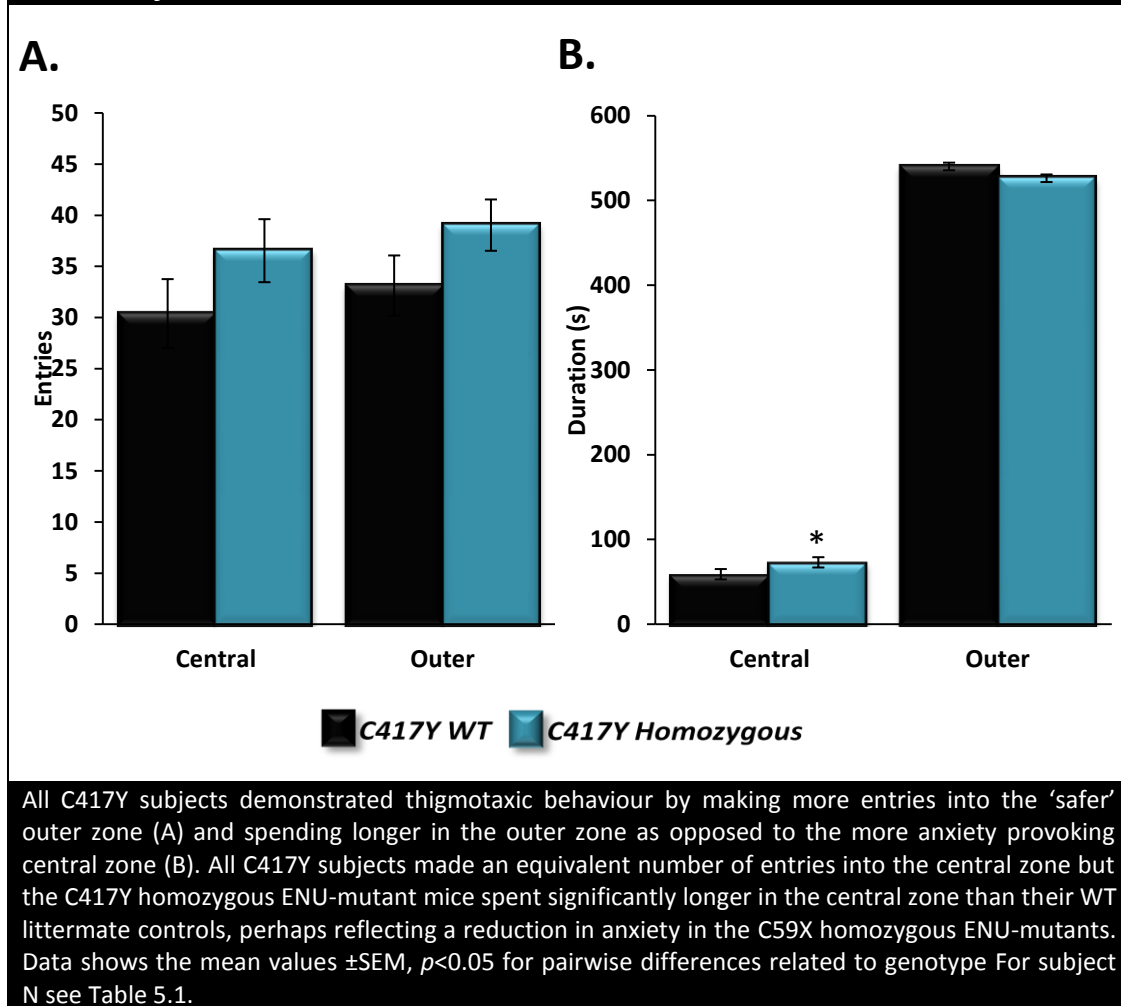 A.
B.
50
45
40
35
30
25
20
15
10
5
0
Entries
Central
Outer
600
500
400
300
200
100
0
Duration (s)
*
Central
Outer
C417Y WT
C417Y Homozygous
All C417Y subjects demonstrated thigmotaxic behaviour by making more entries into the ‘safer’
outer zone (A) and spending longer in the outer zone as opposed to the more anxiety provoking
central zone (B). All C417Y subjects made an equivalent number of entries into the central zone but
the C417Y homozygous ENU-mutant mice spent significantly longer in the central zone than their WT
littermate controls, perhaps reflecting a reduction in anxiety in the C59X homozygous ENU-mutants.
Data shows the mean values ±SEM, p<0.05 for pairwise differences related to genotype For subject
N see Table 5.1.